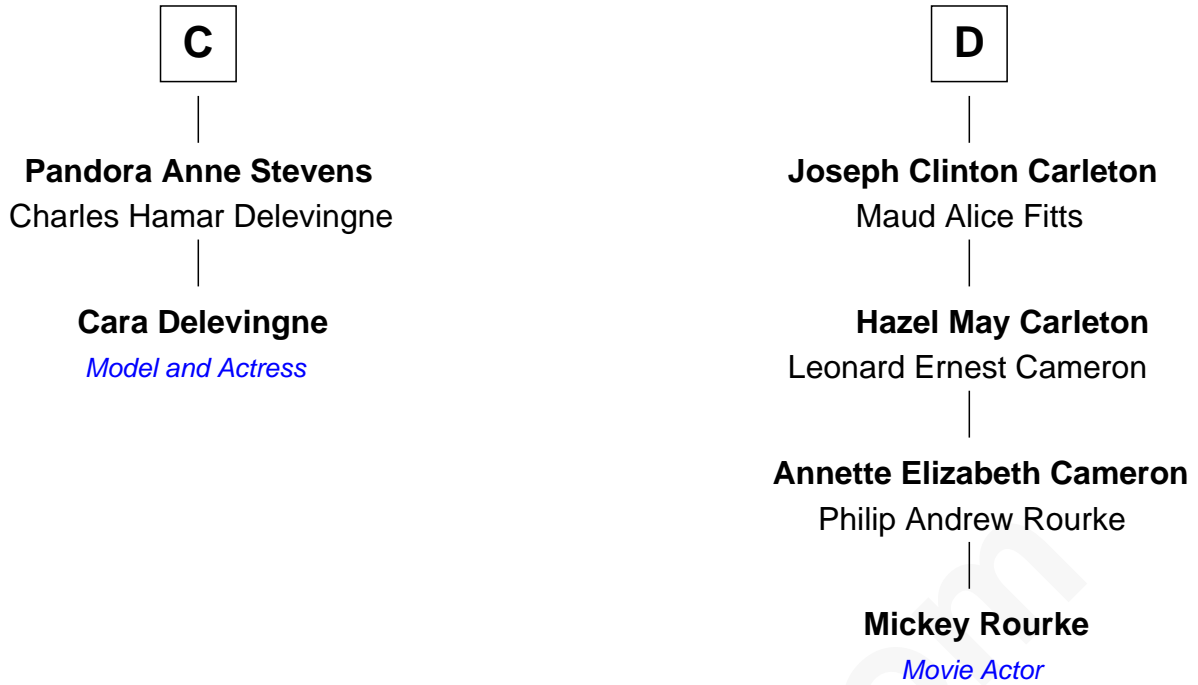 C
Pandora Anne Stevens
Charles Hamar Delevingne
Cara Delevingne
Model and Actress
D
Joseph Clinton Carleton
Maud Alice Fitts
Hazel May Carleton
Leonard Ernest Cameron
Annette Elizabeth Cameron
Philip Andrew Rourke
Mickey Rourke
Movie Actor